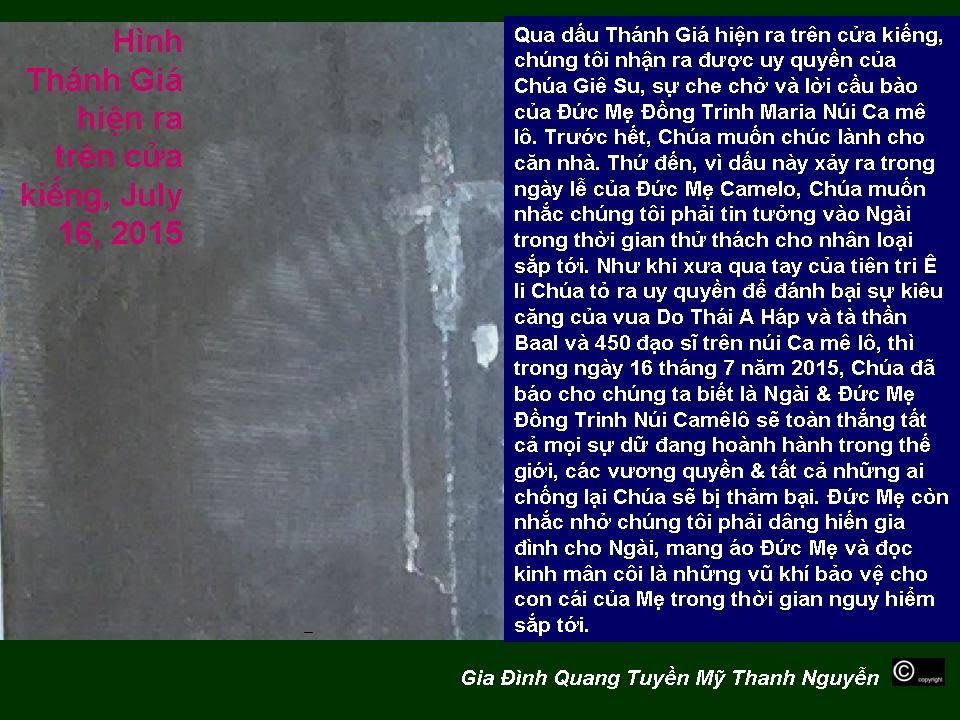 Hình
Thánh Giá
hiện ra
trên cửa
kiếng, July
16, 2015
Qua dấu Thánh Giá hiện ra trên cửa kiếng,
chúng tôi nhận ra được uy quyền của
Chúa Giê Su, sự che chở và lời cầu bào
của Đức Mẹ Đồng Trinh Maria Núi Ca mê
lô. Trước hết, Chúa muốn chúc lành cho
căn nhà. Thứ đến, vì dấu này xảy ra trong
ngày lễ của Đức Mẹ Camelo, Chúa muốn
nhắc chúng tôi phải tin tưởng vào Ngài
trong thời gian thử thách cho nhân loại
sắp tới. Như khi xưa qua tay của tiên tri Ê
li Chúa tỏ ra uy quyền để đánh bại sự kiêu
căng của vua Do Thái A Háp và tà thần
Baal và 450 đạo sĩ trên núi Ca mê lô, thì
trong ngày 16 tháng 7 năm 2015, Chúa đã
báo cho chúng ta biết là Ngài & Đức Mẹ
Đồng Trinh Núi Camêlô sẽ toàn thắng tất
cả mọi sự dữ đang hoành hành trong thế
giới, các vương quyền & tất cả những ai
chống lại Chúa sẽ bị thảm bại. Đức Mẹ còn
nhắc nhở chúng tôi phải dâng hiến gia
đình cho Ngài, mang áo Đức Mẹ và đọc
kinh mân côi là những vũ khí bảo vệ cho
con cái của Mẹ trong thời gian nguy hiểm
sắp tới.
Gia Đình Quang Tuyền Mỹ Thanh Nguyễn
© copyright